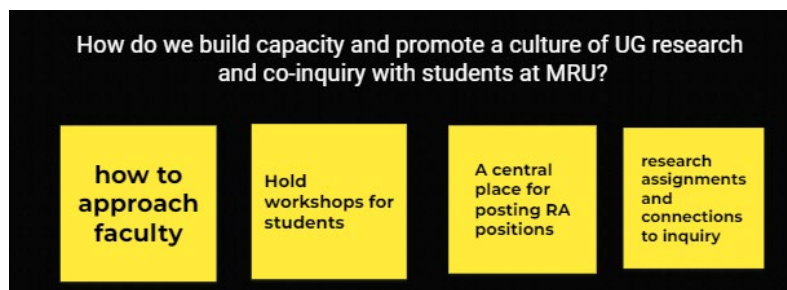 How do we build capacity and promote a culture of UG research
and co-inquiry with students at MRU?
how to
approach
faculty
Hold
workshops for
students
A central
place for
posting RA
positions
research
assignments
and
connections
to inquiry